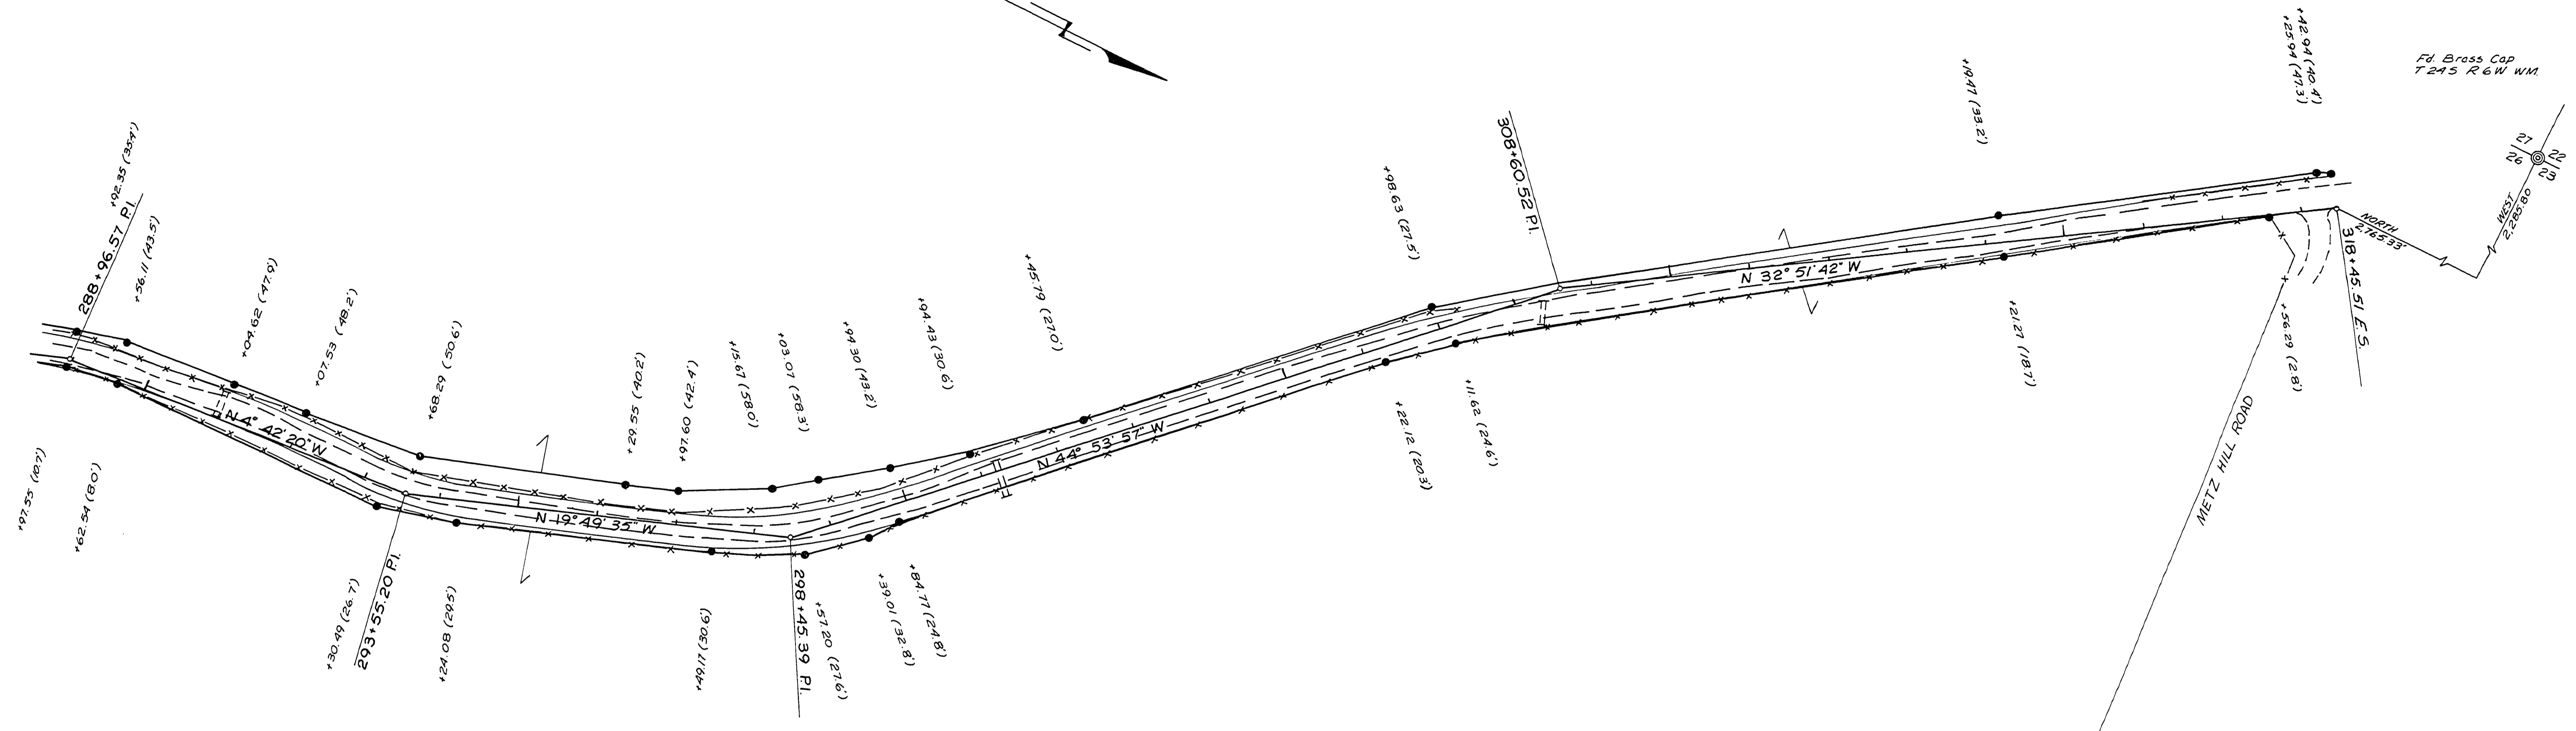 +92.35 (35.4')
288+96.57 P.I.
+56.11 (43.5')
+04.62 (47.9')
+07.53 (48.2')
+68.29 (50.6')
+29.55 (40.2')
+97.60 (42.4')
+15.67 (58.0')
+03.07 (58.3')
+94.30 (43.2')
+94.43 (30.6')
+45.79 (27.0')
+98.63 (27.5')
308+60.52 P.I.
+19.47 (33.2')
+42.94 (40.4')
+25.94 (47.3')
Fd. Brass Cap
T 24S R 6W WM.
27
22
26
23
WEST
2,285.80
NORTH
2,765.33'
318+45.51 E.S.
N 4° 42' 20" W
N 19° 49' 35" W
N 44° 53' 57" W
N 32° 51' 42" W
+97.55 (10.7')
+62.54 (8.0')
+30.49 (26.7')
293+55.20 P.I.
+24.08 (29.5')
+49.17 (30.6')
298+45.39 P.I.
+57.20 (27.6')
+39.01 (32.8')
+84.77 (24.8')
+22.12 (20.3')
+11.62 (24.6')
+21.27 (18.7')
+56.29 (2.8')
METZ HILL ROAD